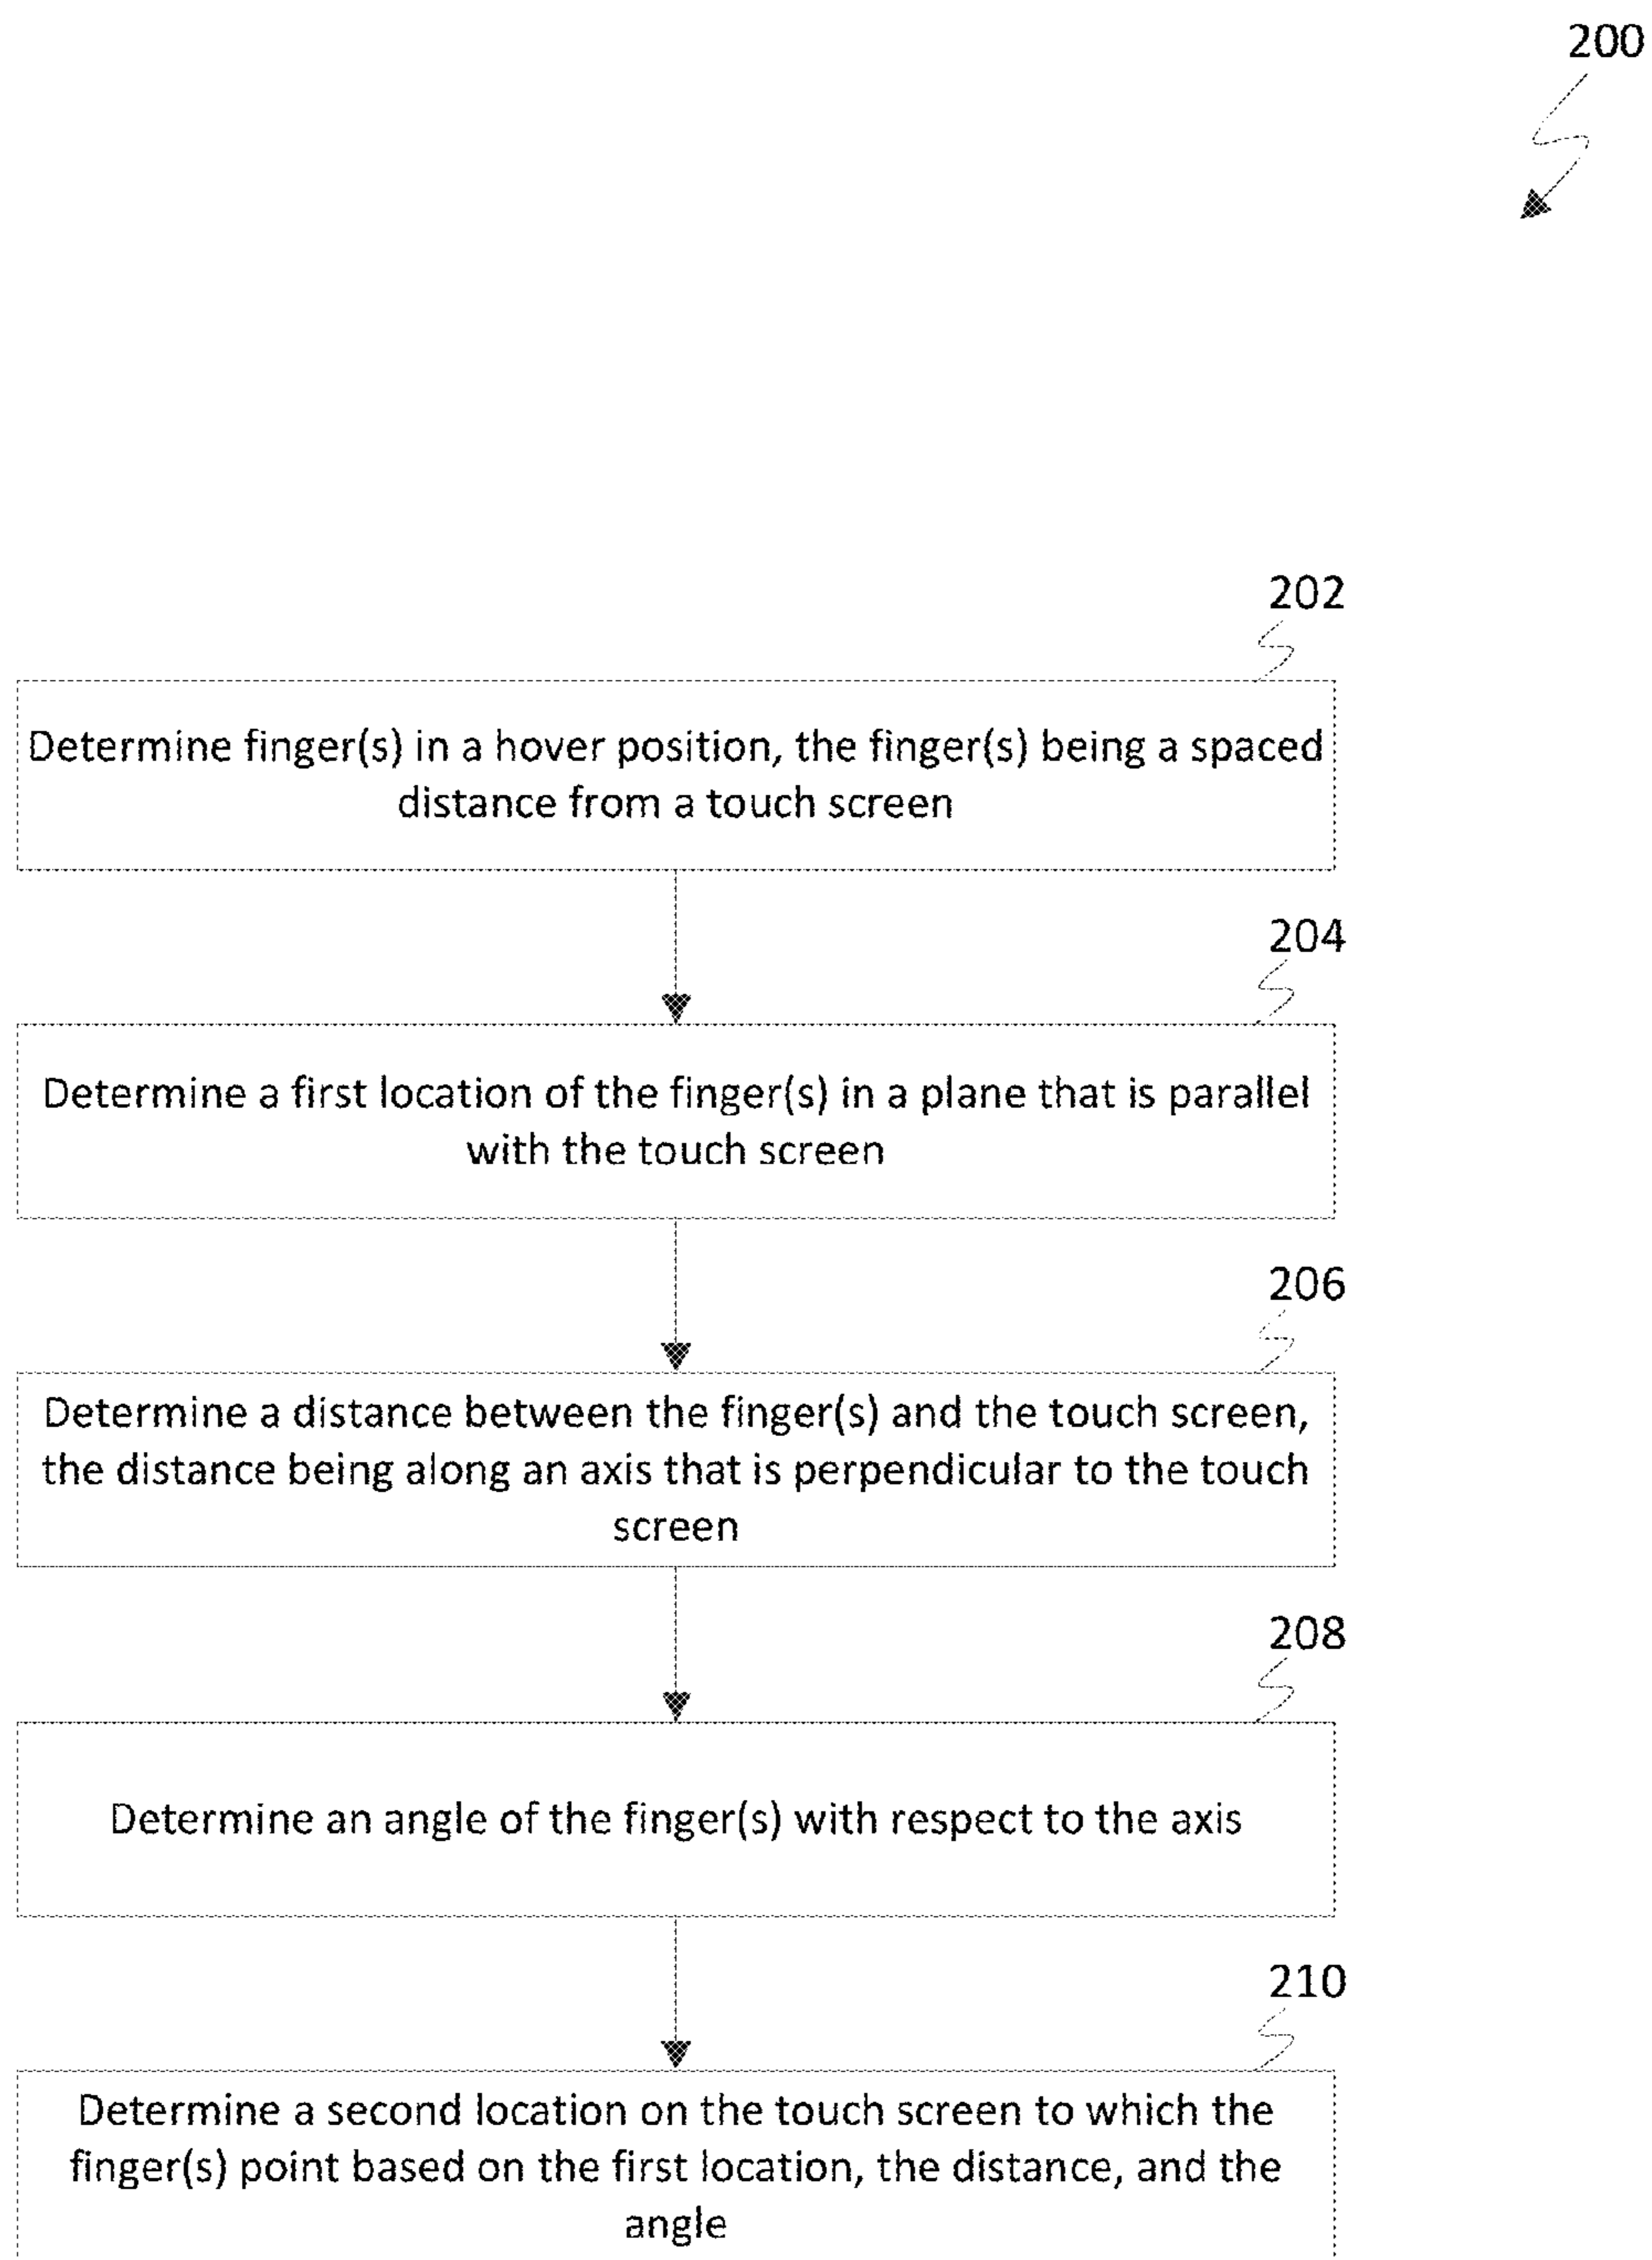 200
202
Determine finger(s) in a hover position, the finger(s) being a spaced
distance from a touch screen
204
Determine a first location of the finger(s) in a plane that is parallel
with the touch screen
206
Determine a distance between the finger(s) and the touch screen,
the distance being along an axis that is perpendicular to the touch
screen
208
Determine an angle of the finger(s) with respect to the axis
210
Determine a second location on the touch screen to which the
finger(s) point based on the first location, the distance, and the
angle